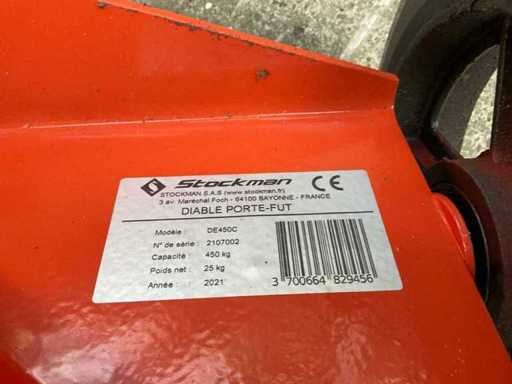 Stockman CE
STOCKMAN S.A.S (www.stockman.fr)
3 av. Maréchal Foch - 64100 BAYONNE - FRANCE
DIABLE PORTE-FUT
Modèle : DE450C
N° de série : 2107002
Capacité : 450 kg
Poids net : 25 kg
Année : 2021
3 700664 829456